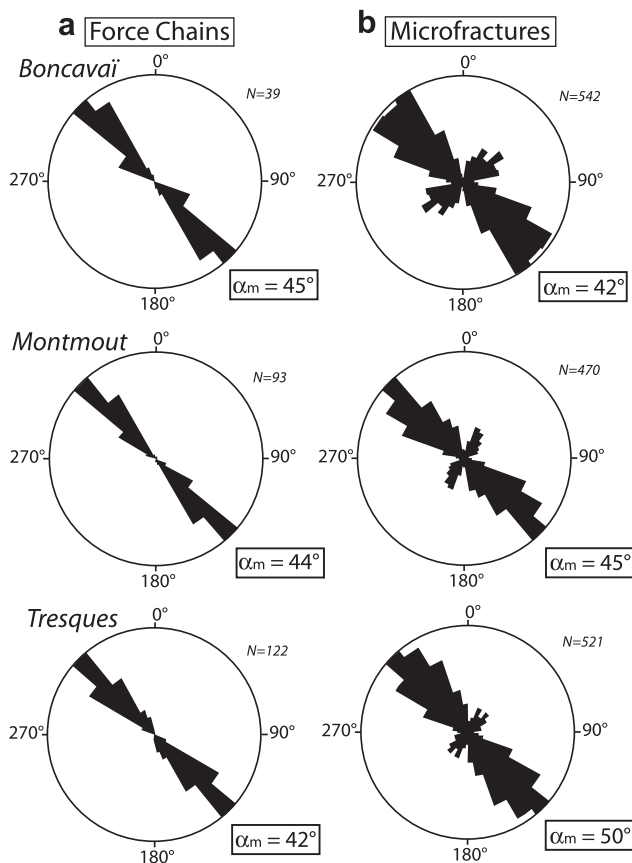 a Force Chains
b Microfractures
Boncavaï
0°
N=39
270°
90°
180°
αm = 45°
0°
N=542
270°
90°
180°
αm = 42°
Montmout
0°
N=93
270°
90°
180°
αm = 44°
0°
N=470
270°
90°
180°
αm = 45°
Tresques
0°
N=122
270°
90°
180°
αm = 42°
0°
N=521
270°
90°
180°
αm = 50°